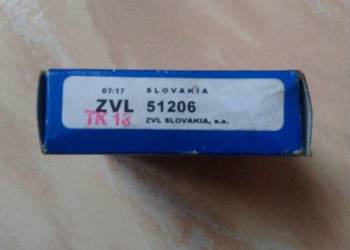 07/17 SLOVAKIA
ZVL 51206
TK 18 ZVL SLOVAKIA, a.s.